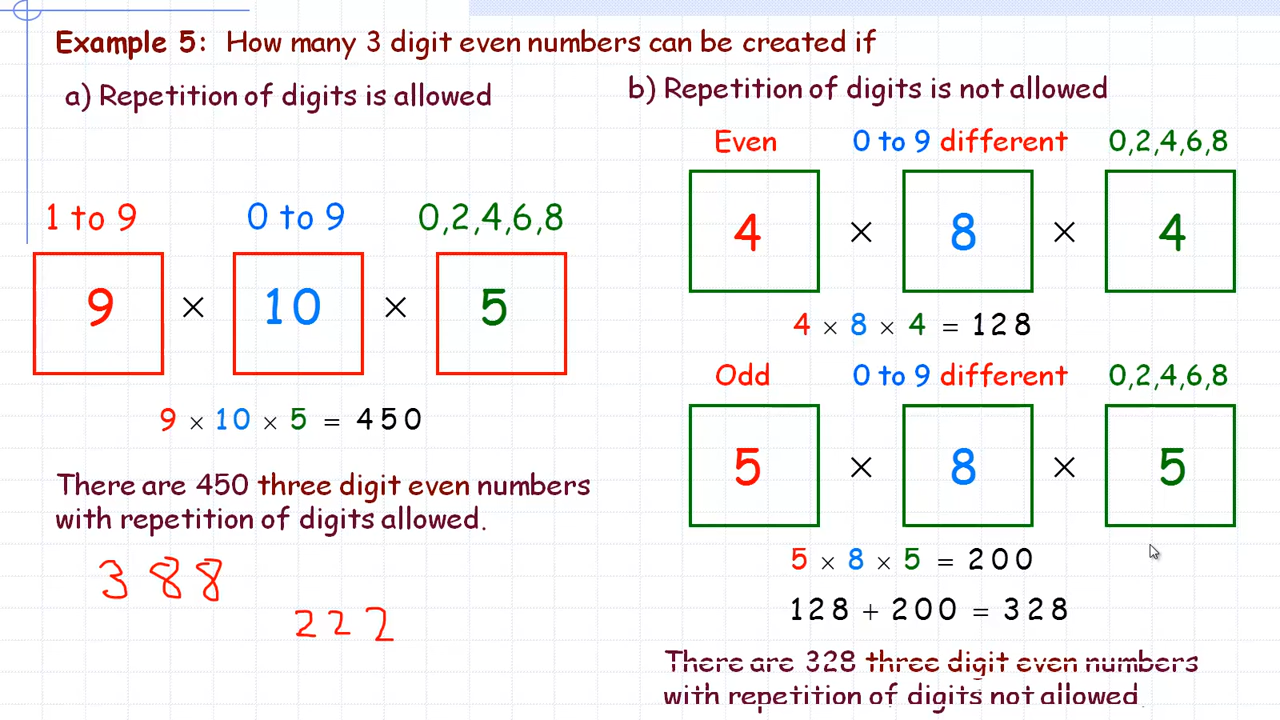 Example 5: How many 3 digit even numbers can be created if
a) Repetition of digits is allowed
1 to 9 0 to 9 0,2,4,6,8
9 × 10 × 5
9 × 10 × 5 = 450
There are 450 three digit even numbers
with repetition of digits allowed.
388
222
b) Repetition of digits is not allowed
Even 0 to 9 different 0,2,4,6,8
4 × 8 × 4
4 × 8 × 4 = 128
Odd 0 to 9 different 0,2,4,6,8
5 × 8 × 5
5 × 8 × 5 = 200
128 + 200 = 328
There are 328 three digit even numbers
with repetition of digits not allowed.